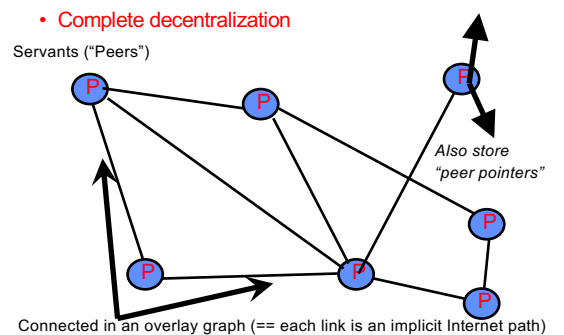 • Complete decentralization
Servants (“Peers”)
P
P
P
Also store
“peer pointers”
P
P
P
P
Connected in an overlay graph (== each link is an implicit Internet path)